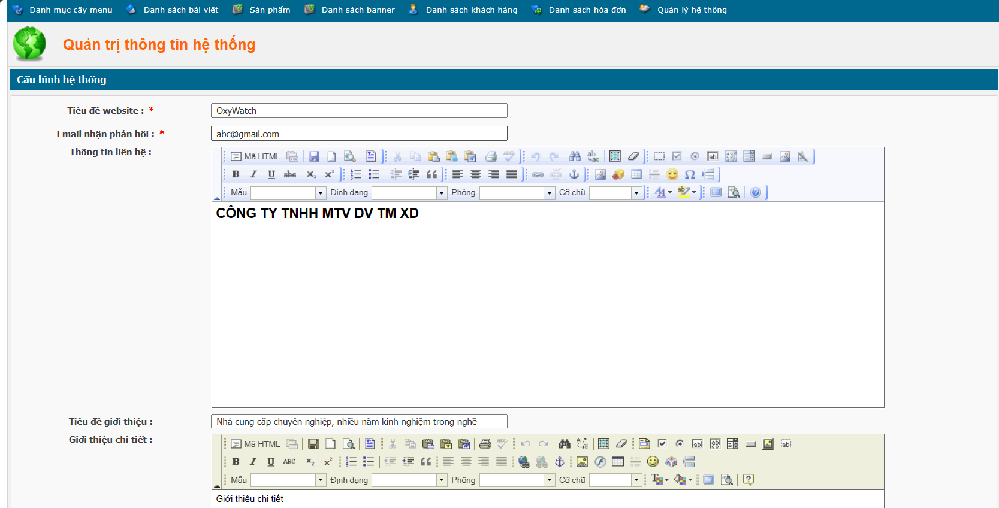 Danh mục cây menu Danh sách bài viết Sản phẩm Danh sách banner Danh sách khách hàng Danh sách hóa đơn Quản lý hệ thống
Quản trị thông tin hệ thống
Cấu hình hệ thống
Tiêu đề website : * OxyWatch
Email nhận phản hồi : * abc@gmail.com
Thông tin liên hệ :
Mã HTML
Mẫu Định dạng Phông Cỡ chữ
CÔNG TY TNHH MTV DV TM XD
Tiêu đề giới thiệu : Nhà cung cấp chuyên nghiệp, nhiều năm kinh nghiệm trong nghề
Giới thiệu chi tiết :
Mã HTML
Mẫu Định dạng Phông Cỡ chữ
Giới thiệu chi tiết